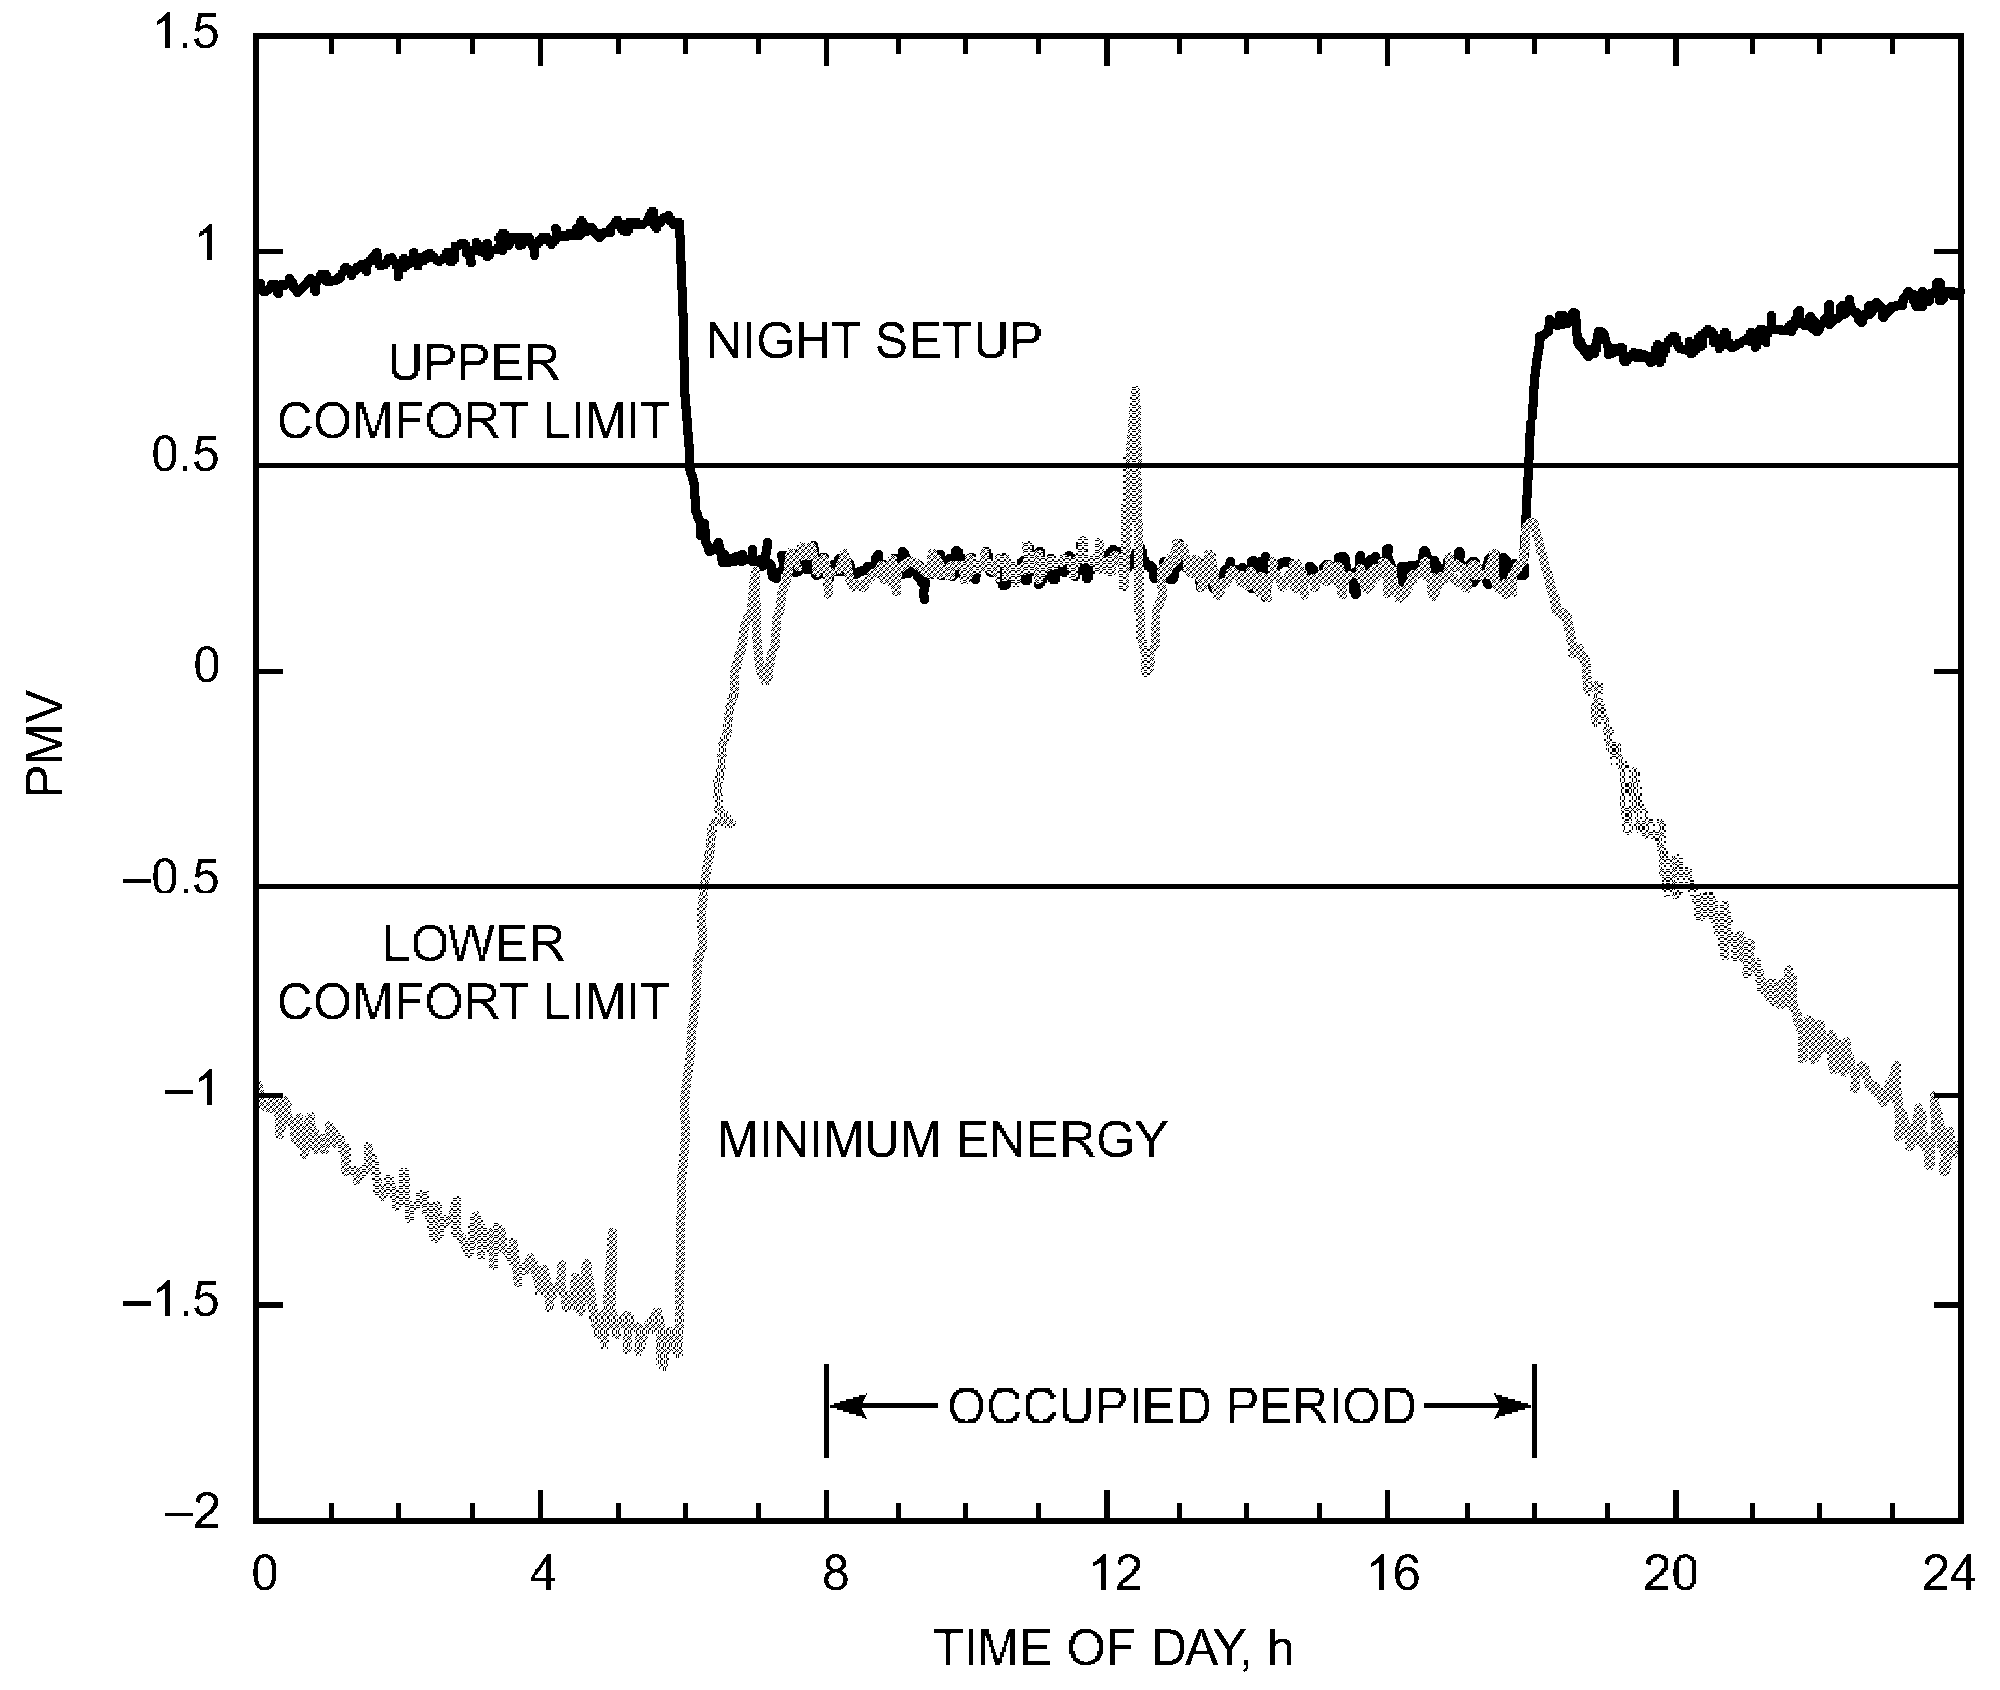 1.5
1
NIGHT SETUP
UPPER
COMFORT LIMIT
0.5
0
PMV
–0.5
LOWER
COMFORT LIMIT
–1
MINIMUM ENERGY
–1.5
OCCUPIED PERIOD
–2
0 4 8 12 16 20 24
TIME OF DAY, h